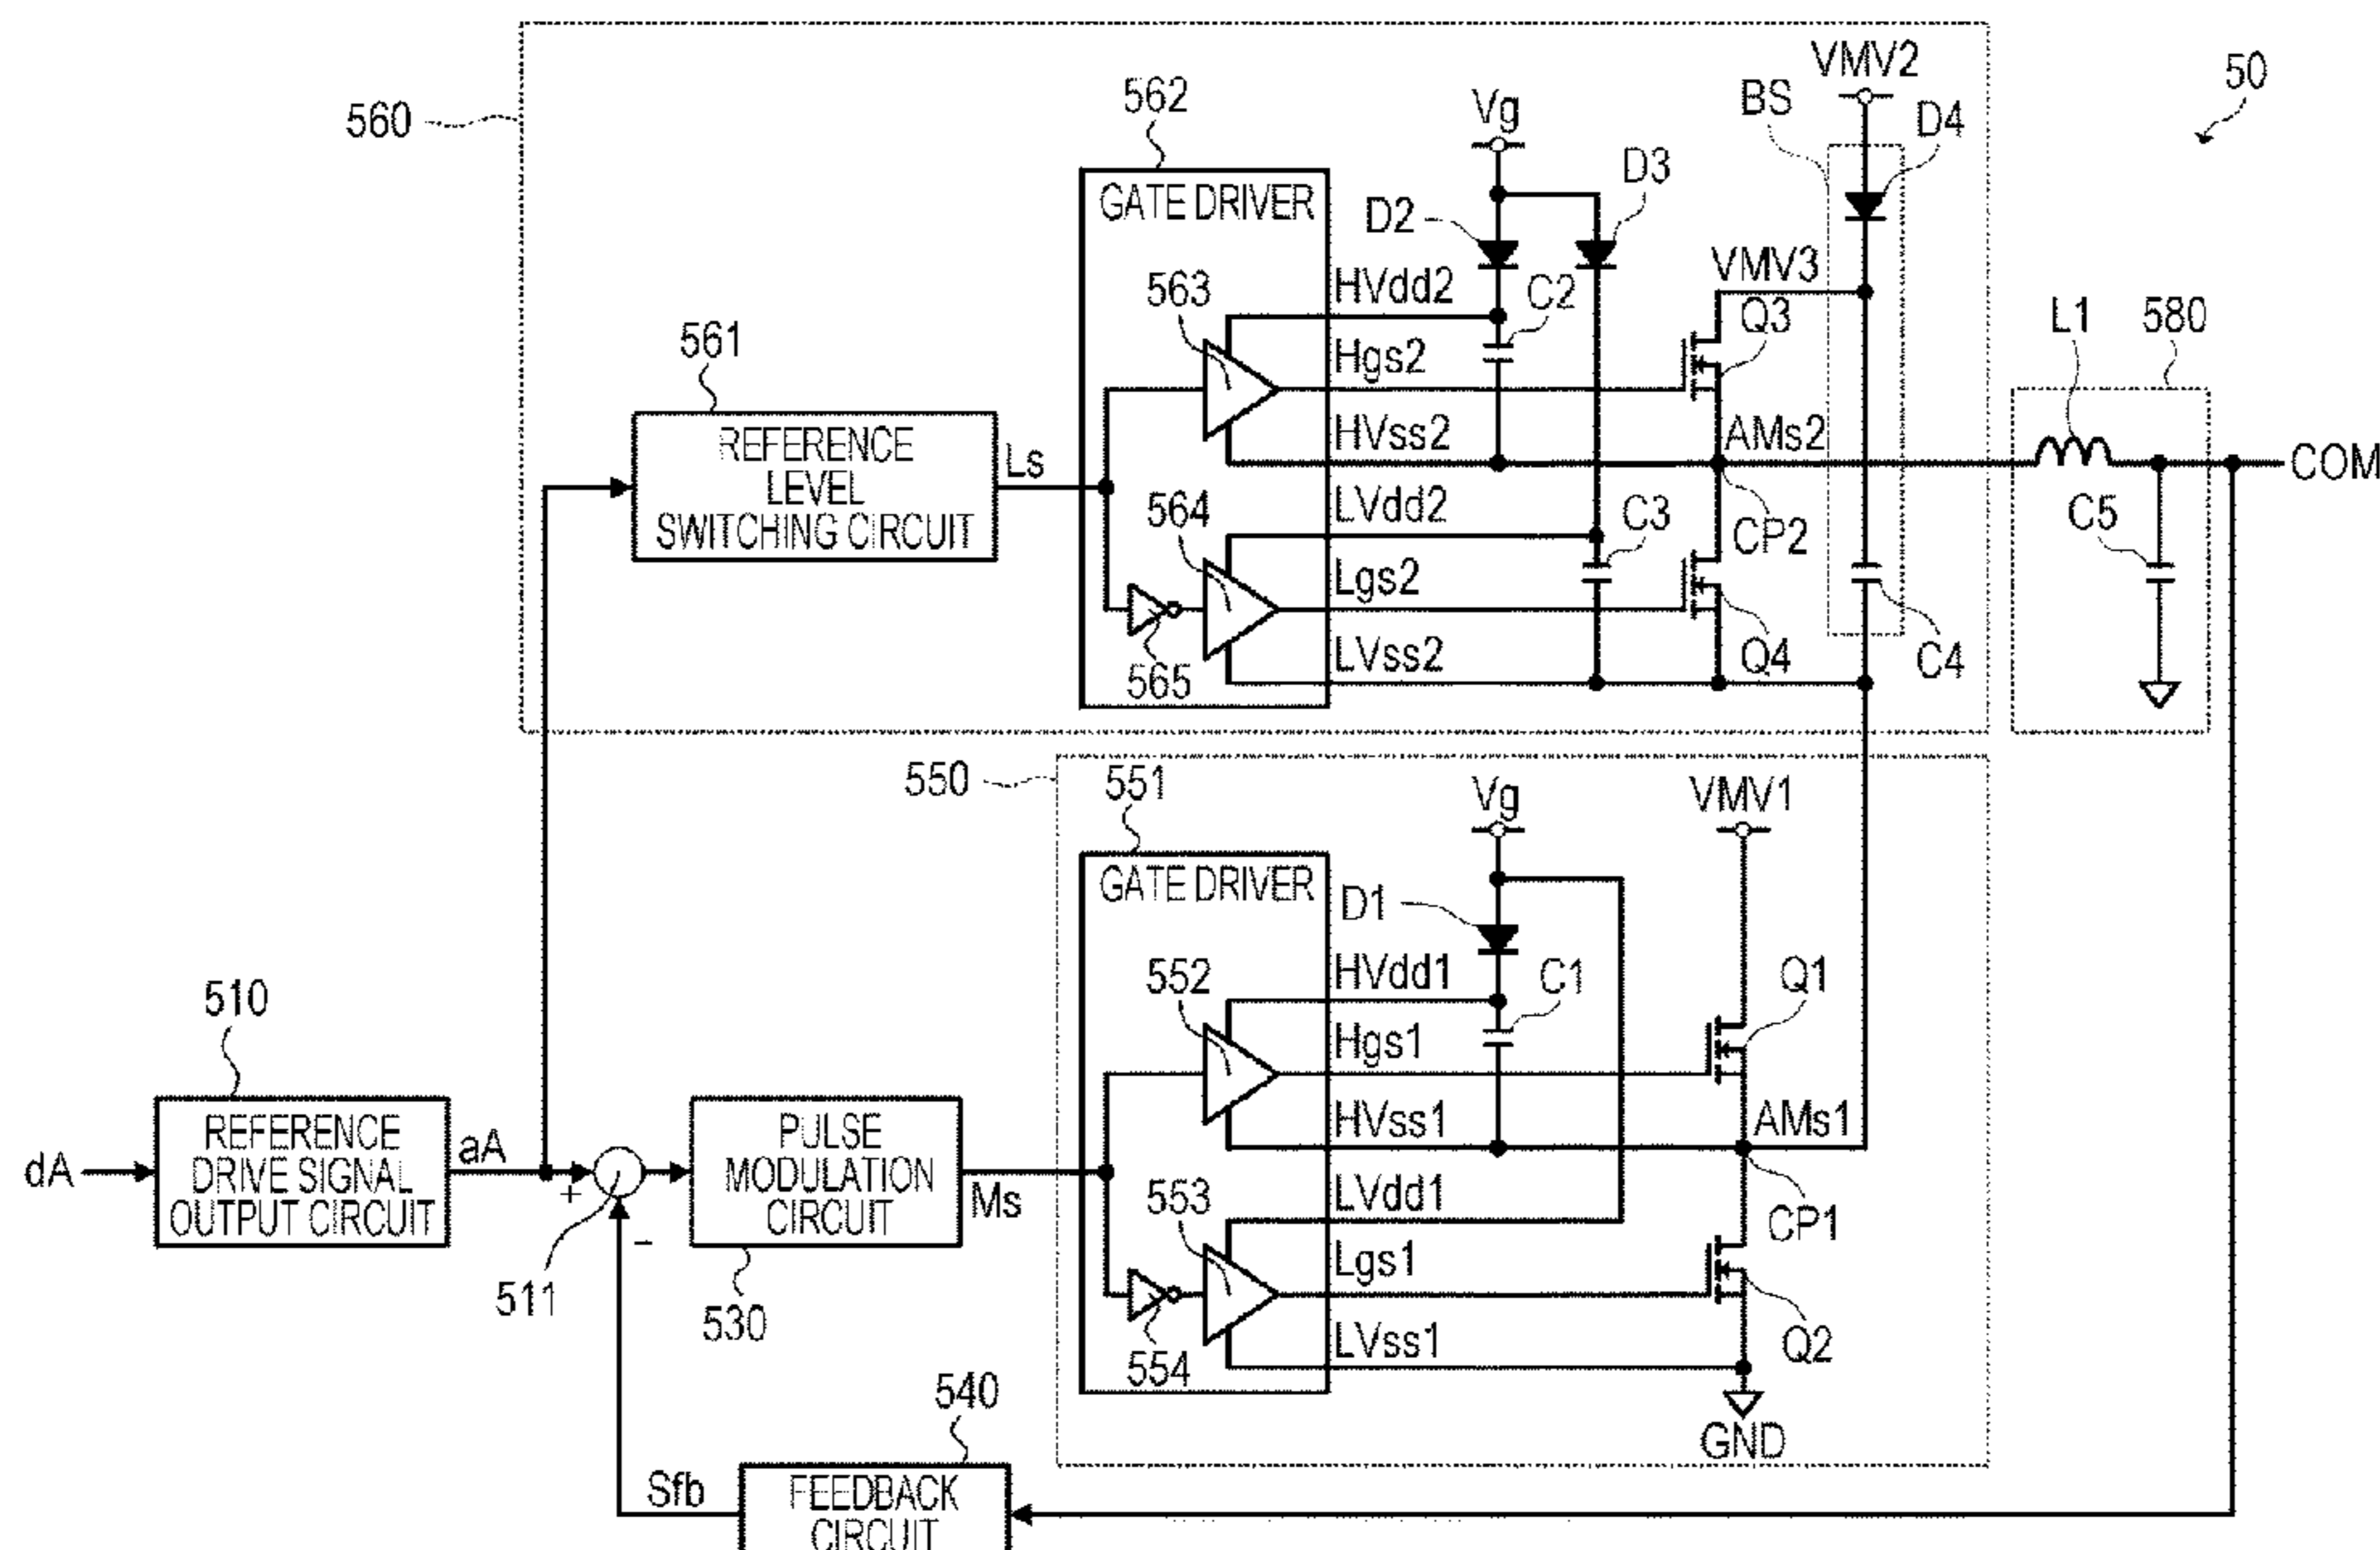 VMV2
50
560
562
Vg
BS
D4
GATE DRIVER
D2
D3
HVdd2
C2
VMV3
563
Q3
L1
580
561
Hgs2
REFERENCE
LEVEL
SWITCHING CIRCUIT
Ls
HVss2
AMs2
COM
564
LVdd2
C3
CP2
C5
Lgs2
565
LVss2
Q4
C4
550
551
Vg
VMV1
GATE DRIVER
D1
HVdd1
C1
Q1
552
510
Hgs1
REFERENCE
DRIVE SIGNAL
OUTPUT CIRCUIT
dA
aA
+
−
511
PULSE
MODULATION
CIRCUIT
Ms
530
HVss1
AMs1
553
LVdd1
CP1
Lgs1
554
LVss1
Q2
GND
540
Sfb
FEEDBACK
CIRCUIT